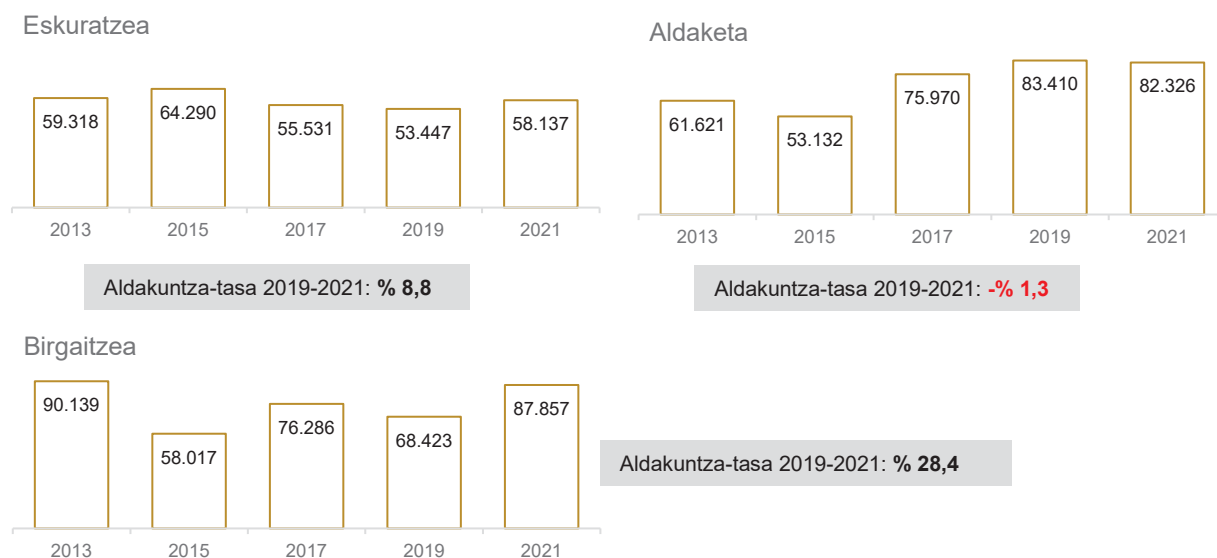 Eskuratzea
59.318
64.290
55.531
53.447
58.137
2013 2015 2017 2019 2021
Aldakuntza-tasa 2019-2021: % 8,8
Aldaketa
61.621
53.132
75.970
83.410
82.326
2013 2015 2017 2019 2021
Aldakuntza-tasa 2019-2021: -% 1,3
Birgaitzea
90.139
58.017
76.286
68.423
87.857
2013 2015 2017 2019 2021
Aldakuntza-tasa 2019-2021: % 28,4